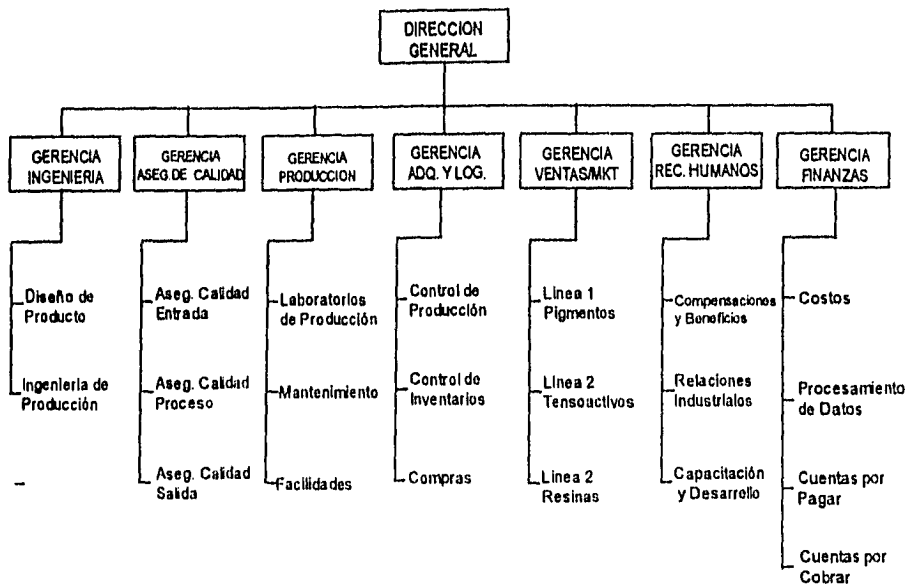 DIRECCION
GENERAL
GERENCIA
INGENIERIA
GERENCIA
ASEG. DE CALIDAD
GERENCIA
PRODUCCION
GERENCIA
ADQ. Y LOG.
GERENCIA
VENTAS/MKT
GERENCIA
REC. HUMANOS
GERENCIA
FINANZAS
Diseño de
Producto
Ingeniería de
Producción
Aseg. Calidad
Entrada
Aseg. Calidad
Proceso
Aseg. Calidad
Salida
Laboratorios
de Producción
Mantenimiento
Facilidades
Control de
Producción
Control de
Inventarios
Compras
Linea 1
Pigmentos
Linea 2
Tensoactivos
Linea 2
Resinas
Compensaciones
y Beneficios
Relaciones
Industriales
Capacitación
y Desarrollo
Costos
Procesamiento
de Datos
Cuentas por
Pagar
Cuentas por
Cobrar